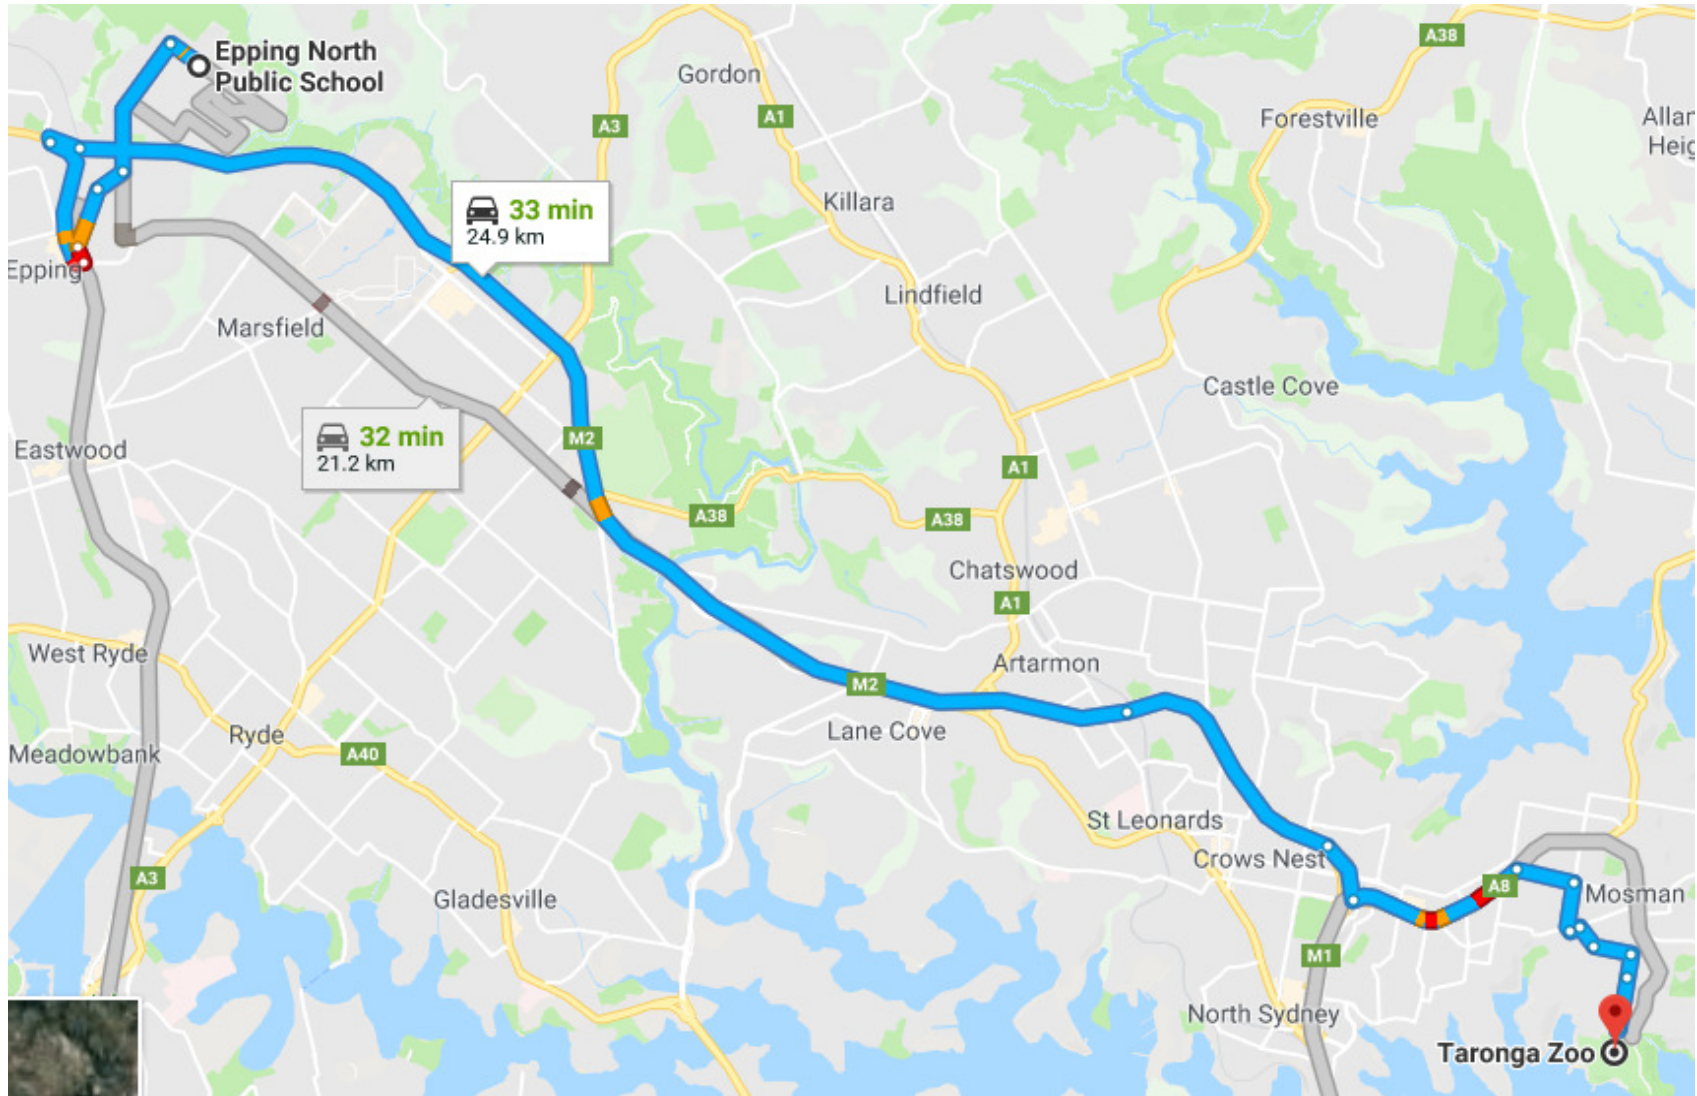 A38
Epping North
Public School
Gordon
A1
Forestville
Allar
Heig
A3
Killara
33 min
24.9 km
Epping
Lindfield
Marsfield
Castle Cove
32 min
21.2 km
M2
Eastwood
A1
A38
A38
Chatswood
A1
West Ryde
Artarmon
M2
Ryde
Lane Cove
Meadowbank
A40
St Leonards
Crows Nest
A3
A8
Mosman
Gladesville
M1
North Sydney
Taronga Zoo